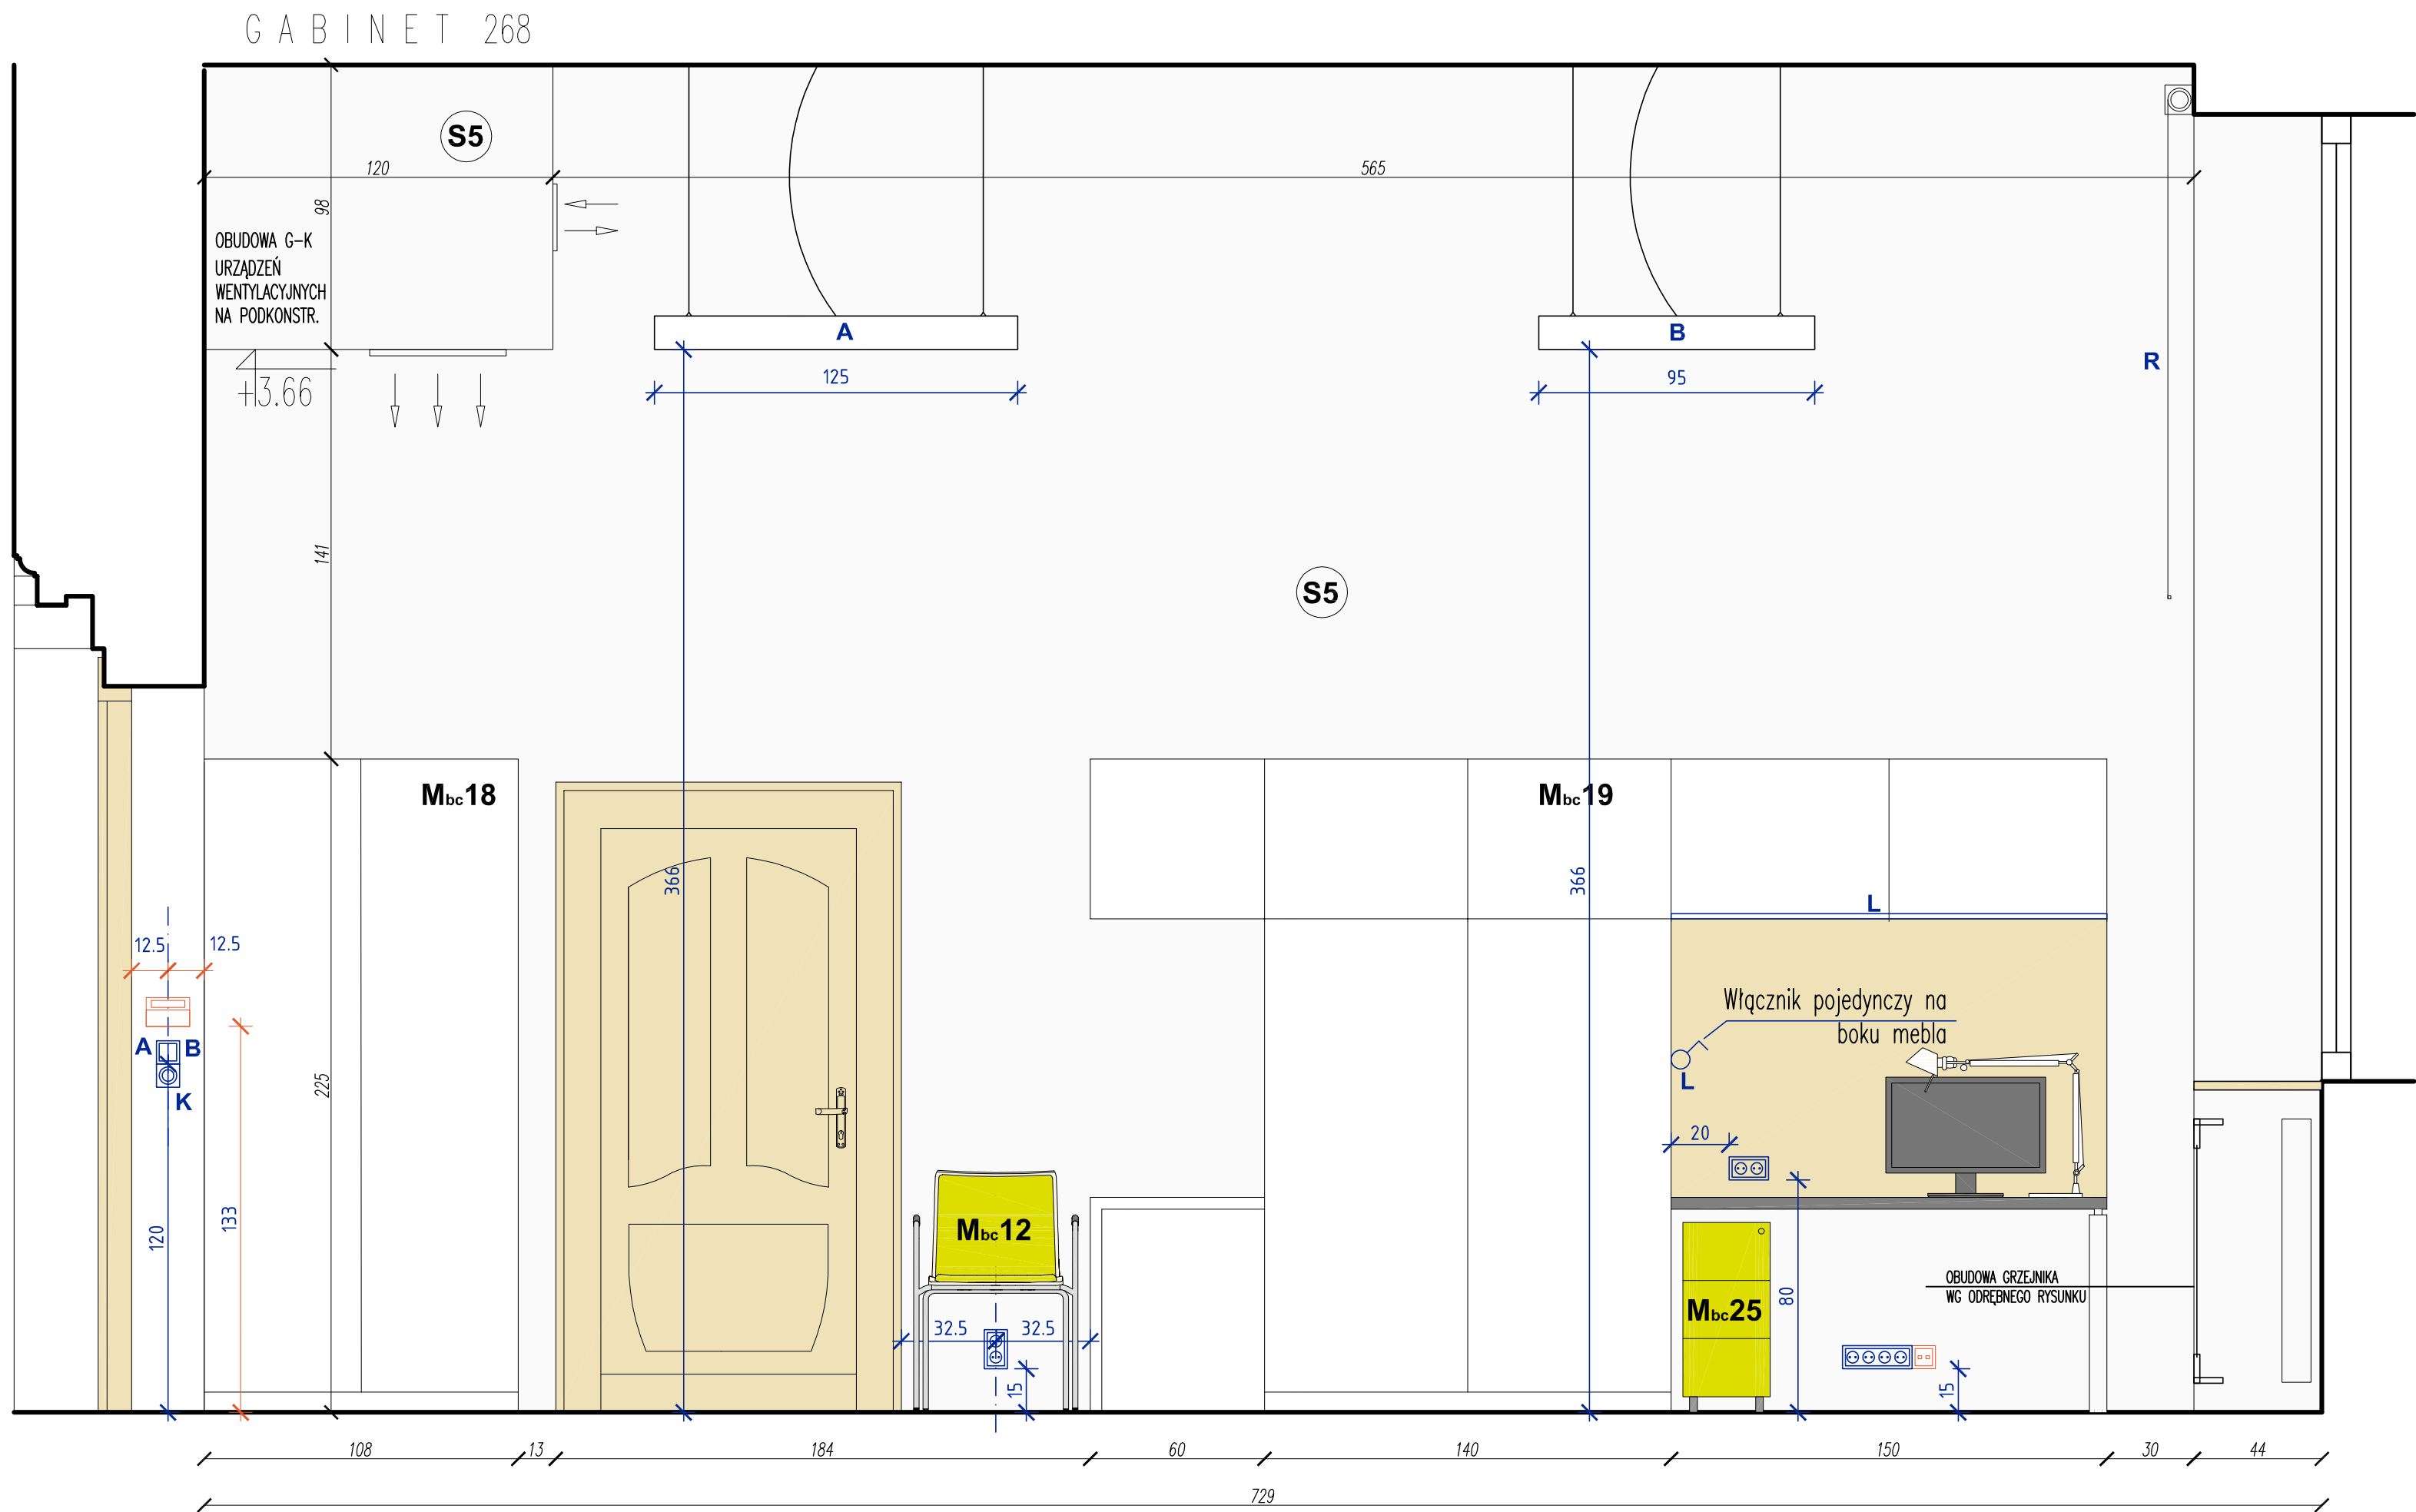 GABINET 268
S5
120
565
98
OBUDOWA G-K
URZĄDZEŃ
WENTYLACYJNYCH
NA PODKONSTR.
A
B
R
+3.66
125
95
141
S5
Mbc18
Mbc19
366
366
L
12.5
12.5
Włącznik pojedynczy na
boku mebla
A
B
K
L
225
20
120
133
Mbc12
Mbc25
80
OBUDOWA GRZEJNIKA
WG ODRĘBNEGO RYSUNKU
32.5
32.5
15
15
108
13
184
60
140
150
30
44
729